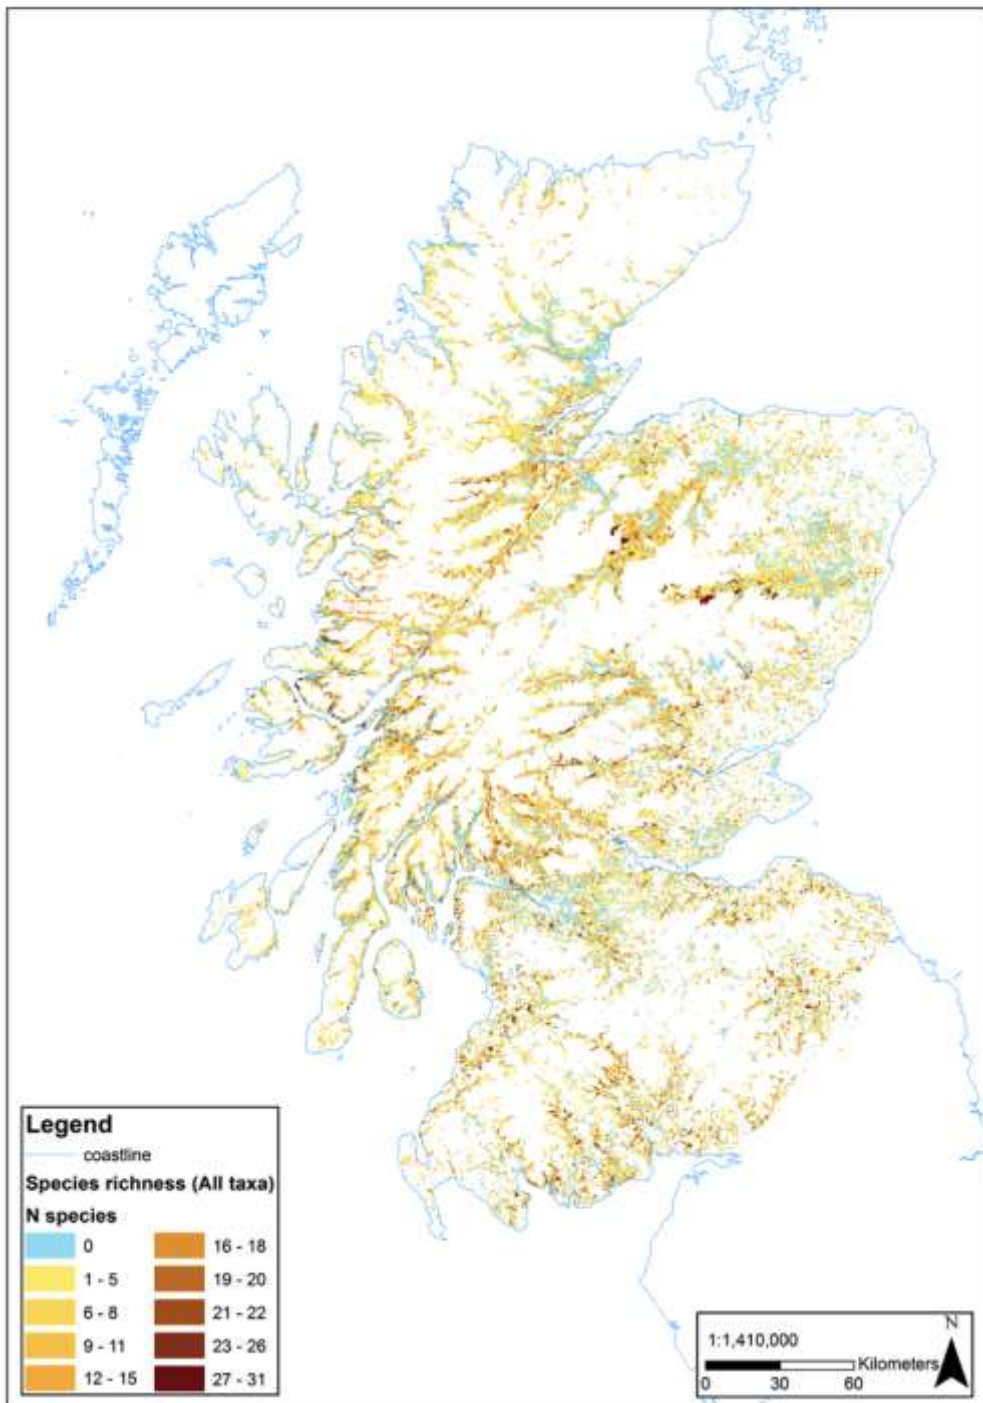 Legend
coastline
Species richness (All taxa)
N species
0
1 - 5
6 - 8
9 - 11
12 - 15
16 - 18
19 - 20
21 - 22
23 - 26
27 - 31
N
1:1,410,000
Kilometers
0 30 60